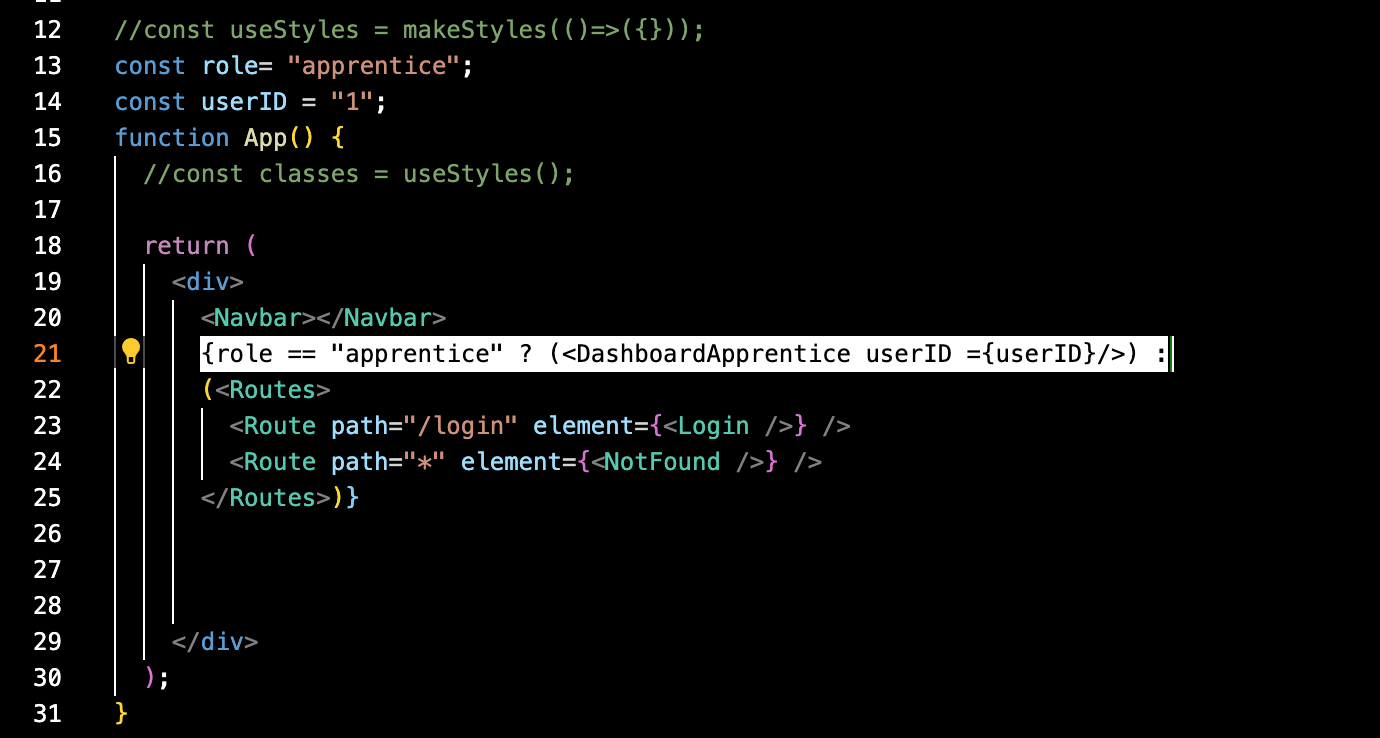 12 //const useStyles = makeStyles(()=>({}));
13 const role= "apprentice";
14 const userID = "1";
15 function App() {
16 //const classes = useStyles();
17
18 return (
19 <div>
20 <Navbar></Navbar>
21 {role == "apprentice" ? (<DashboardApprentice userID ={userID}/>) :
22 (<Routes>
23 <Route path="/login" element={<Login />} />
24 <Route path="*" element={<NotFound />} />
25 </Routes>)}
26
27
28
29 </div>
30 );
31 }